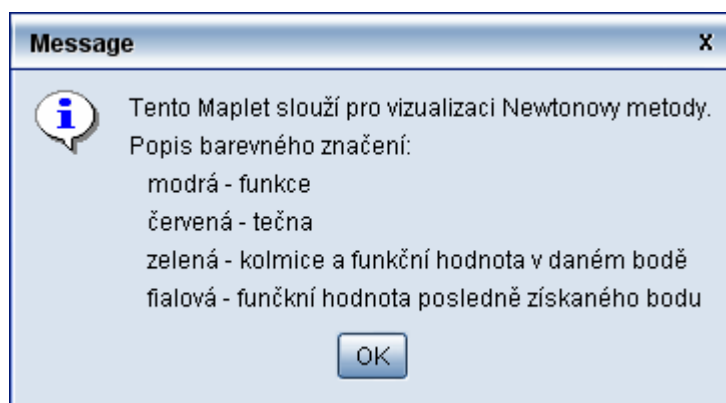 Message X
Tento Maplet slouží pro vizualizaci Newtonovy metody.
Popis barevného značení:
modrá - funkce
červená - tečna
zelená - kolmice a funkční hodnota v daném bodě
fialová - funčkní hodnota posledně získaného bodu
OK